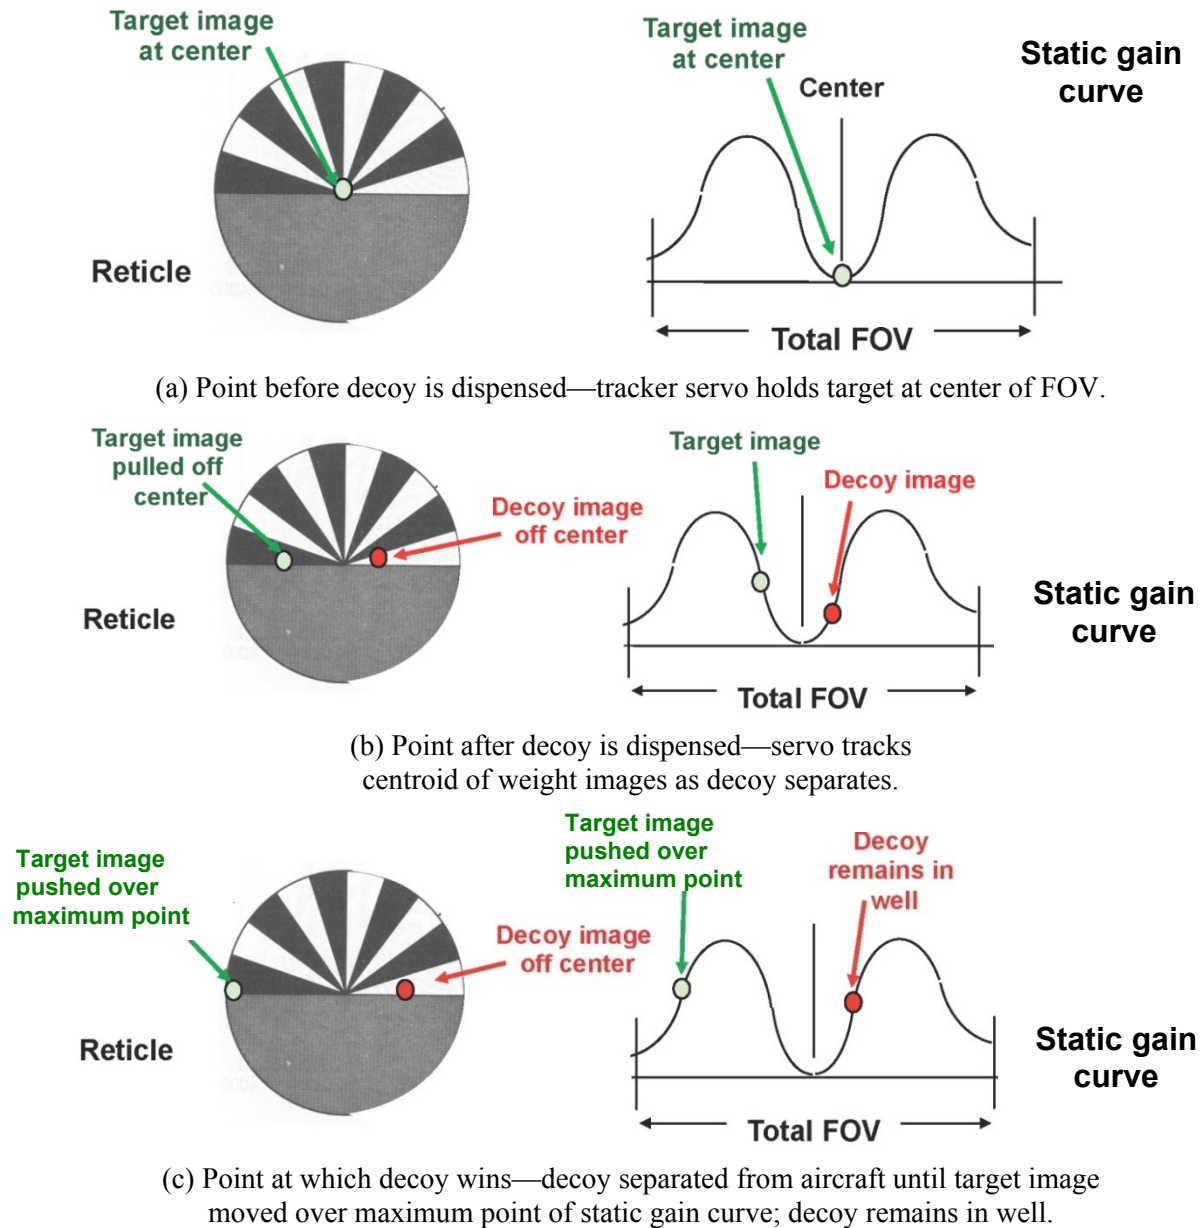 Target image
at center
Reticle
Target image
at center
Center
Static gain
curve
Total FOV
(a) Point before decoy is dispensed—tracker servo holds target at center of FOV.
Target image
pulled off
center
Decoy image
off center
Reticle
Target image
Decoy image
Static gain
curve
Total FOV
(b) Point after decoy is dispensed—servo tracks
centroid of weight images as decoy separates.
Target image
pushed over
maximum point
Decoy image
off center
Reticle
Target image
pushed over
maximum point
Decoy
remains in
well
Static gain
curve
Total FOV
(c) Point at which decoy wins—decoy separated from aircraft until target image
moved over maximum point of static gain curve; decoy remains in well.